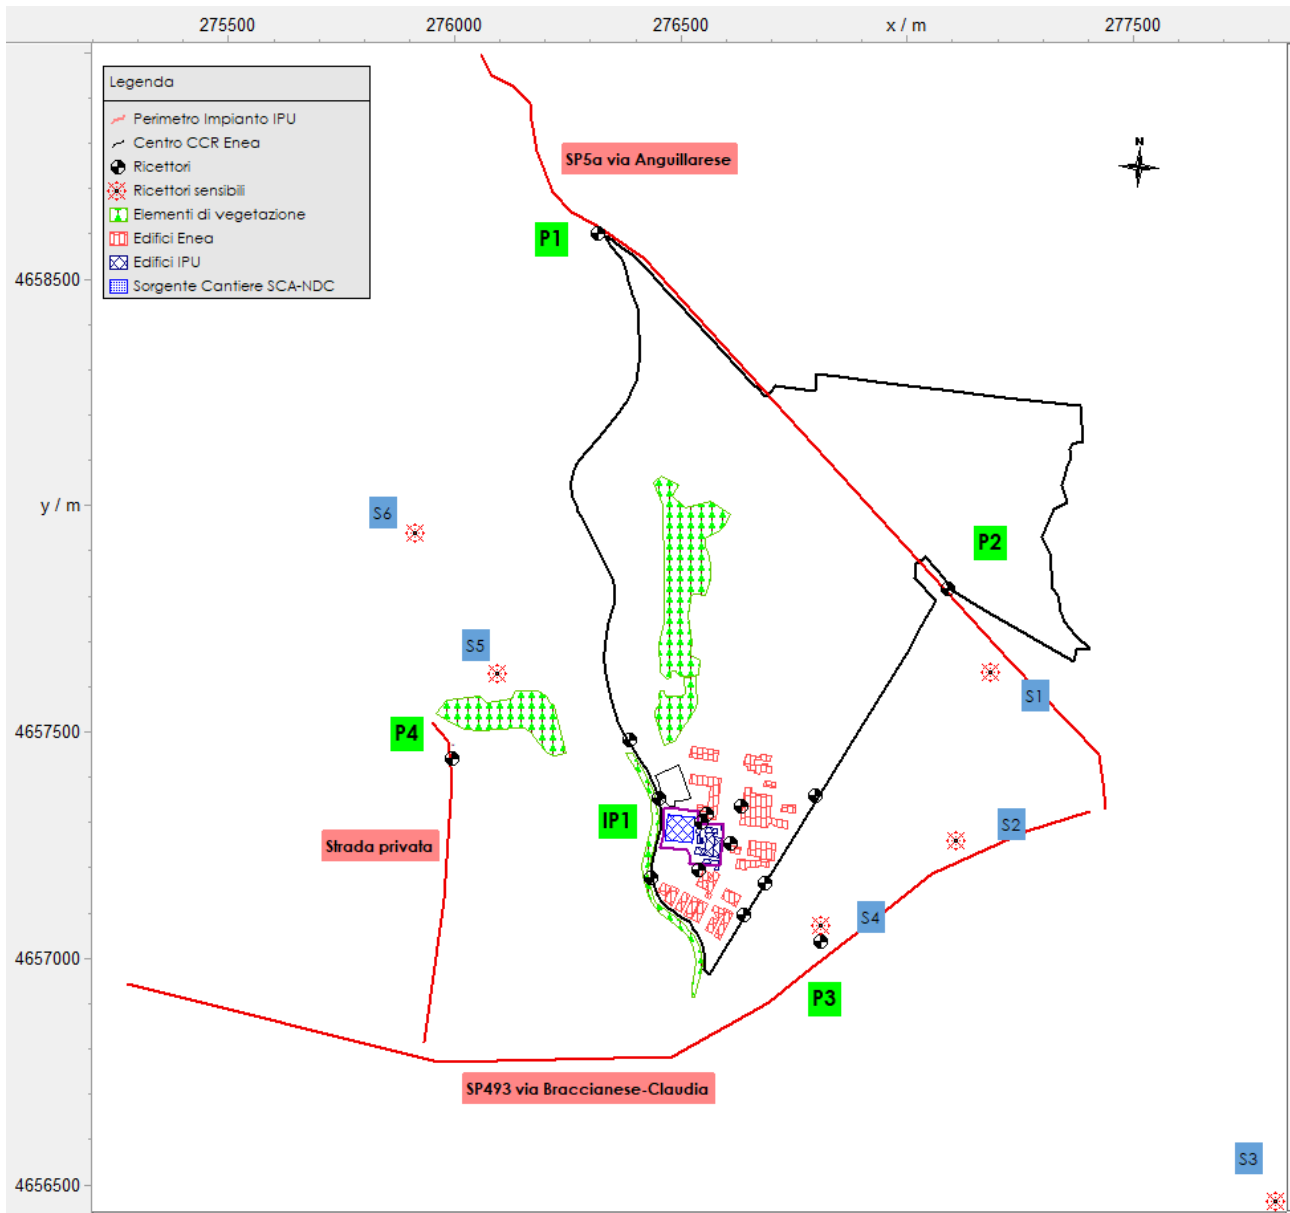 275500
276000
276500
x / m
277500
Legenda
Perimetro Impianto IPU
Centro CCR Enea
Ricettori
Ricettori sensibili
Elementi di vegetazione
Edifici Enea
Edifici IPU
Sorgente Cantiere SCA-NDC
SP5a via Anguillarese
N
P1
4658500
y / m
S6
P2
S5
S1
P4
4657500
IP1
S2
Strada privata
S4
4657000
P3
SP493 via Braccianese-Claudia
S3
4656500